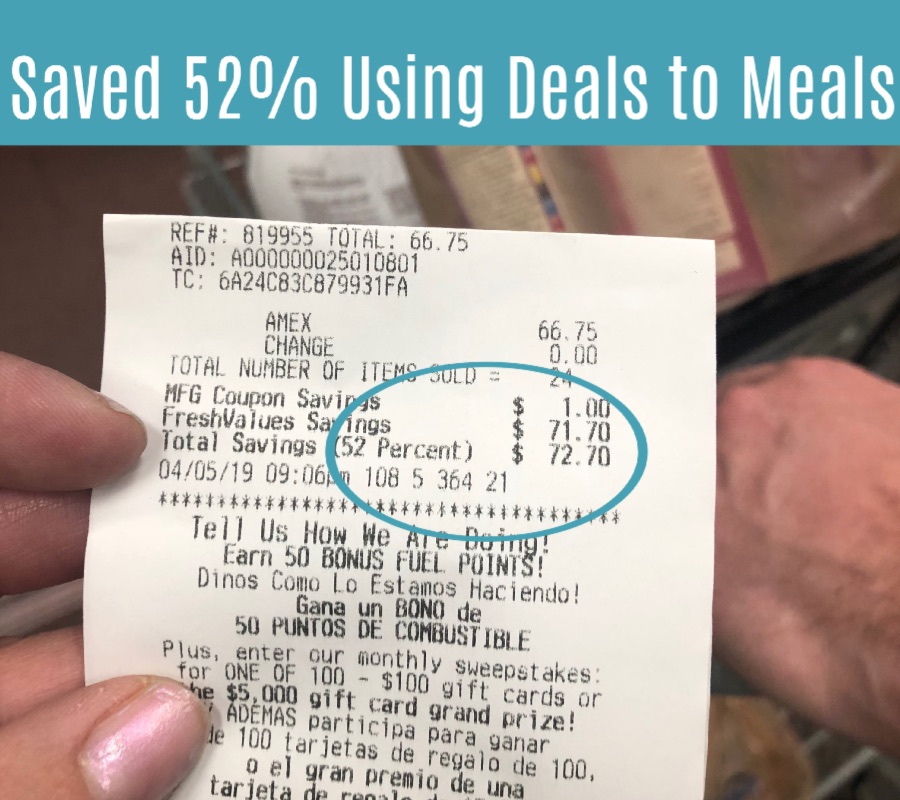 Saved 52% Using Deals to Meals
REF#: 819955 TOTAL: 66.75
AID: A000000025010801
TC: 6A24C83C879931FA
AMEX 66.75
CHANGE 0.00
TOTAL NUMBER OF ITEMS SOLD = 24
MFG Coupon Savings $ 1.00
FreshValues Savings $ 71.70
Total Savings (52 Percent) $ 72.70
04/05/19 09:06pm 108 5 364 21
****************************************
Tell Us How We Are Doing!
Earn 50 BONUS FUEL POINTS!
Dinos Como Lo Estamos Haciendo!
Gana un BONO de
50 PUNTOS DE COMBUSTIBLE
Plus, enter our monthly sweepstakes:
for ONE OF 100 - $100 gift cards or
he $5,000 gift card grand prize!
ADEMAS participa para ganar
de 100 tarjetas de regalo de 100,
o el gran premio de una
tarjeta de regalo de